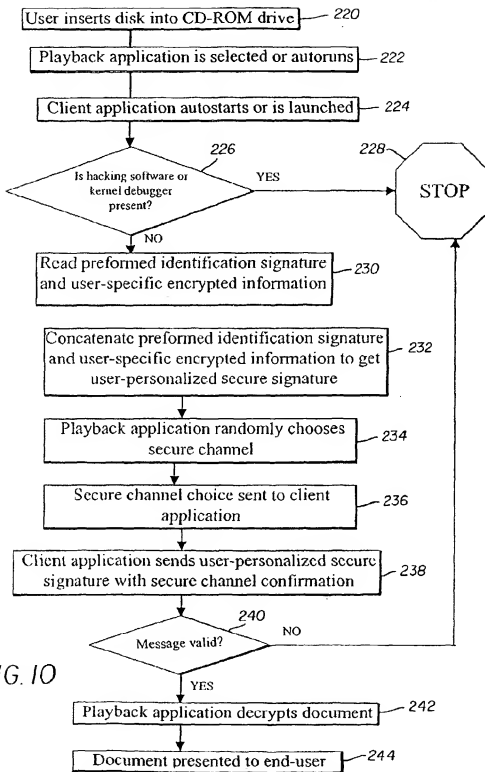 User inserts disk into CD-ROM drive
220
Playback application is selected or autoruns
222
Client application autostarts or is launched
224
226
228
Is hacking software or
kernel debugger
present?
YES
STOP
NO
Read preformed identification signature
and user-specific encrypted information
230
Concatenate preformed identification signature
and user-specific encrypted information to get
user-personalized secure signature
232
Playback application randomly chooses
secure channel
234
Secure channel choice sent to client
application
236
Client application sends user-personalized secure
signature with secure channel confirmation
238
240
Message valid?
NO
YES
IG. 10
Playback application decrypts document
242
Document presented to end-user
244